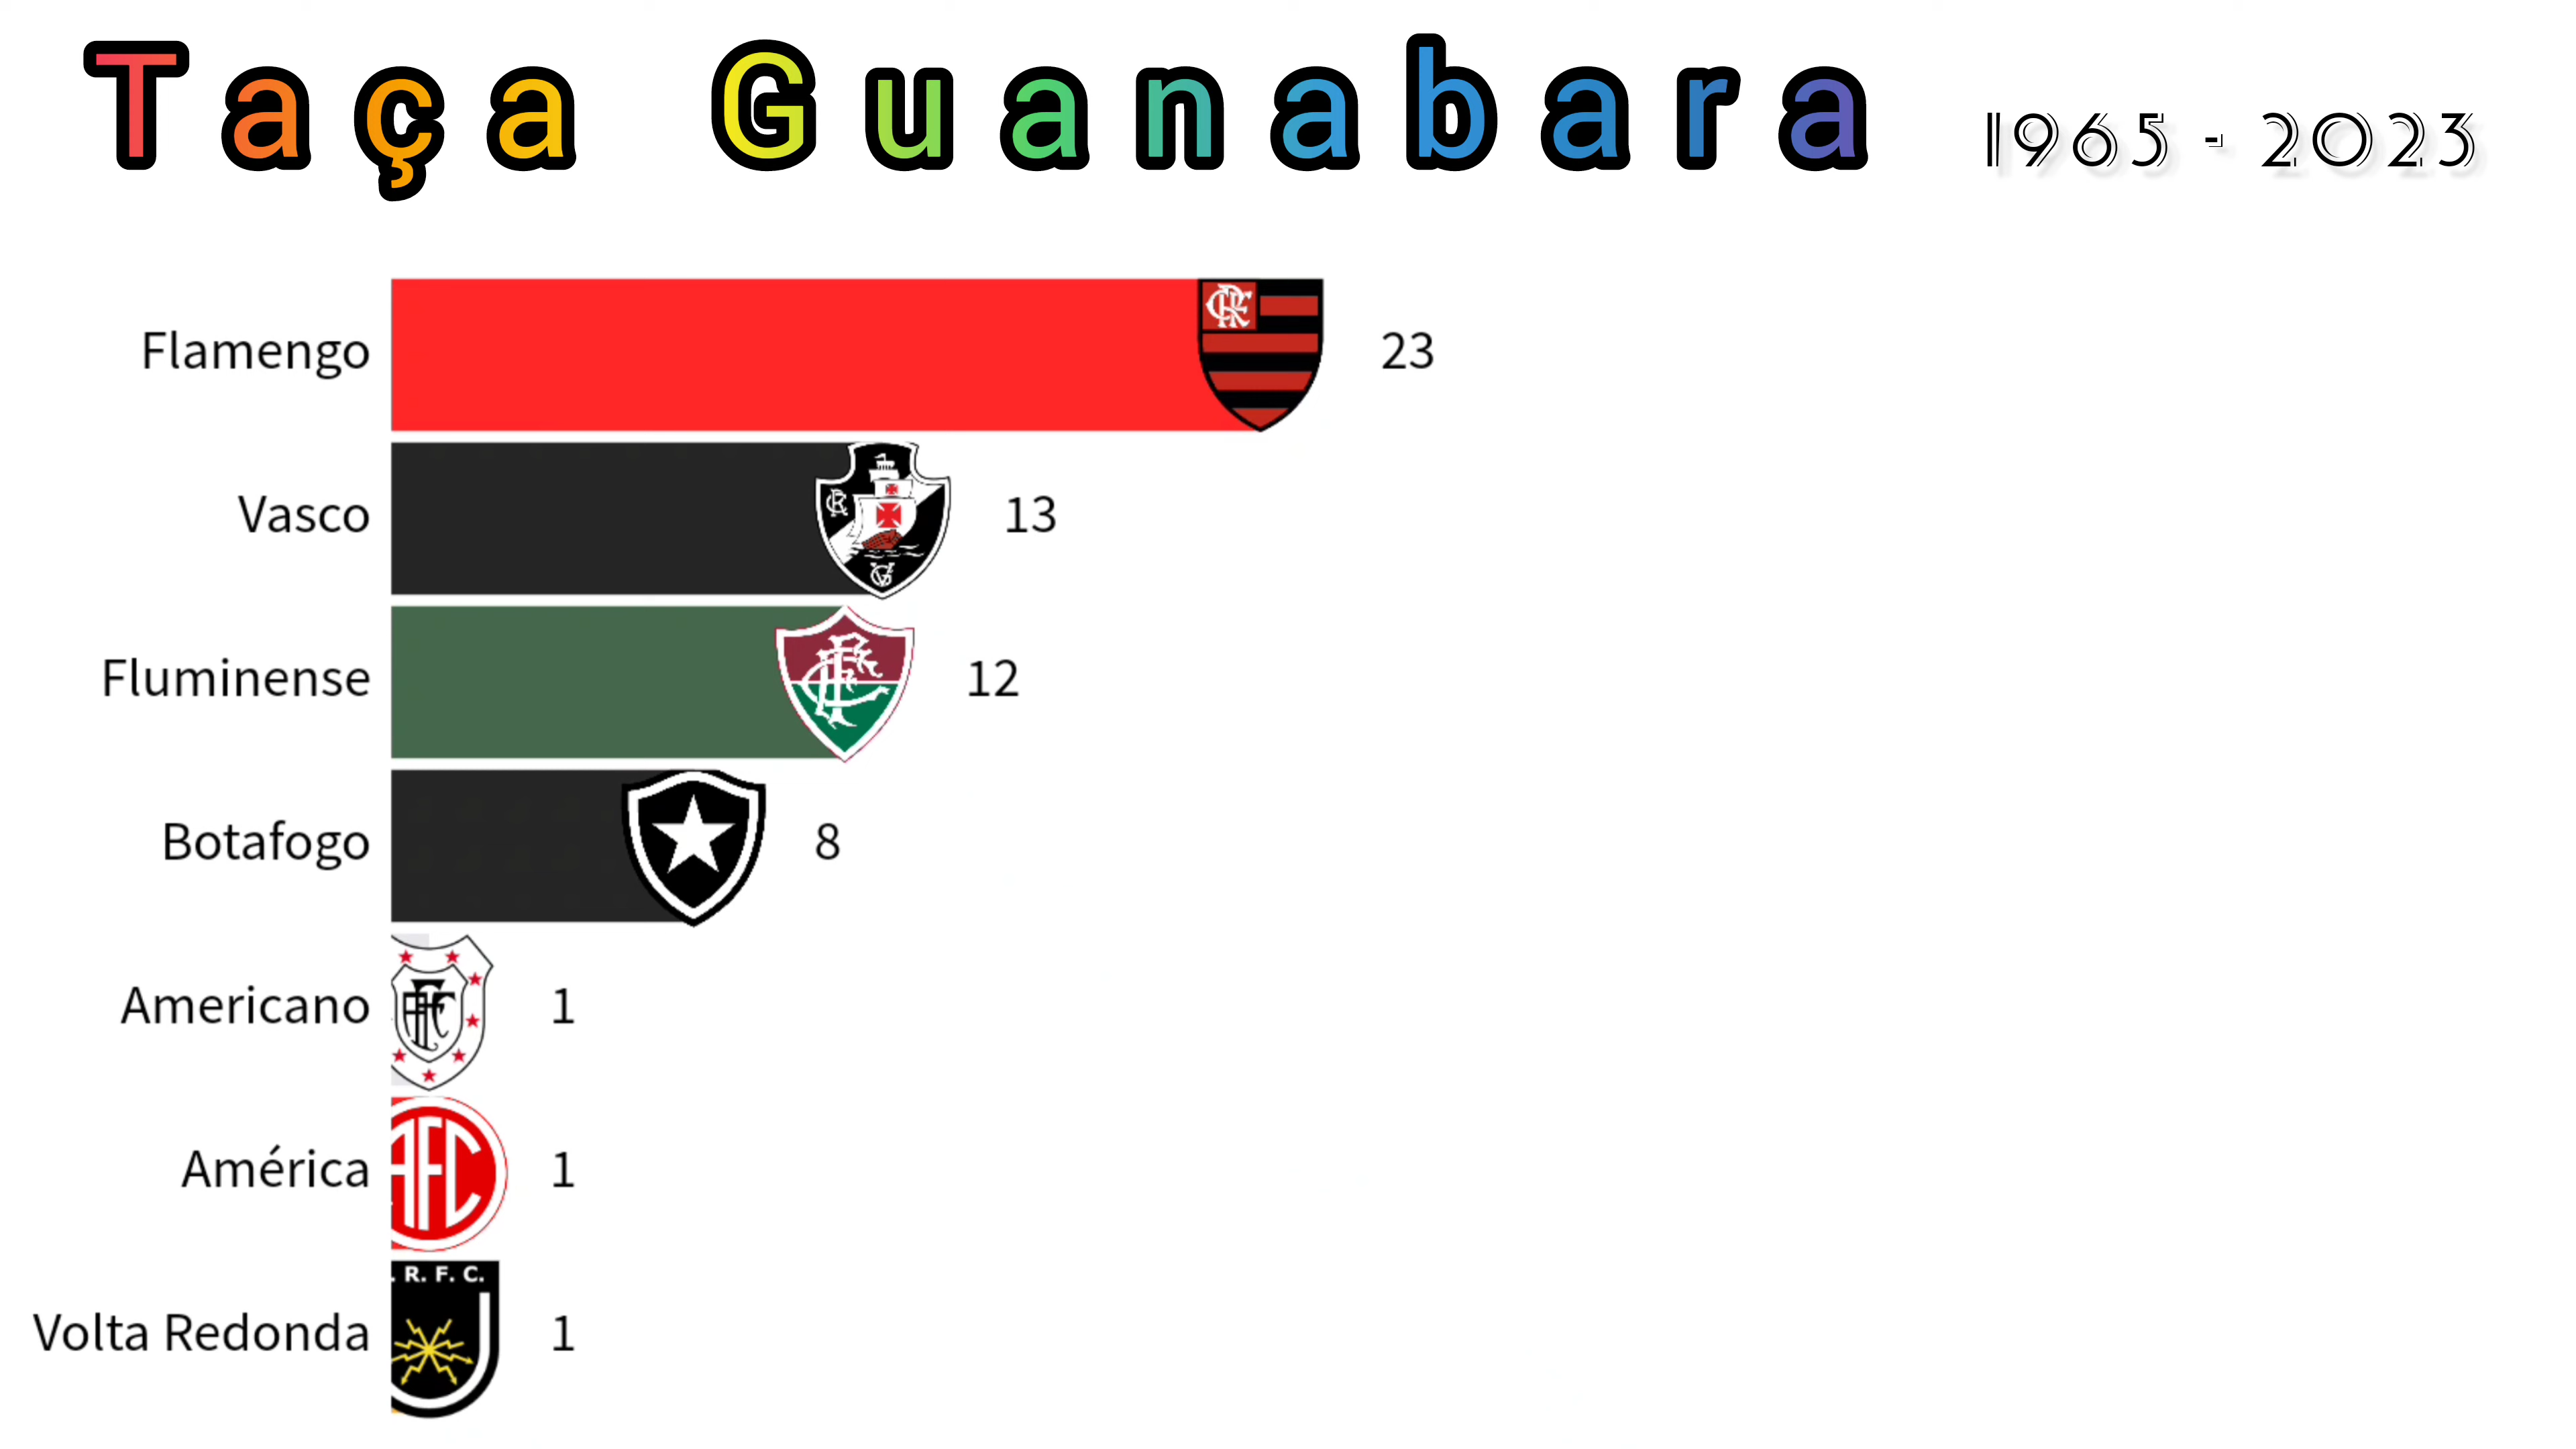 Taça Guanabara 1965 - 2023
Flamengo 23
Vasco 13
Fluminense 12
Botafogo 8
Americano 1
América AFC 1
R. F. C.
Volta Redonda 1